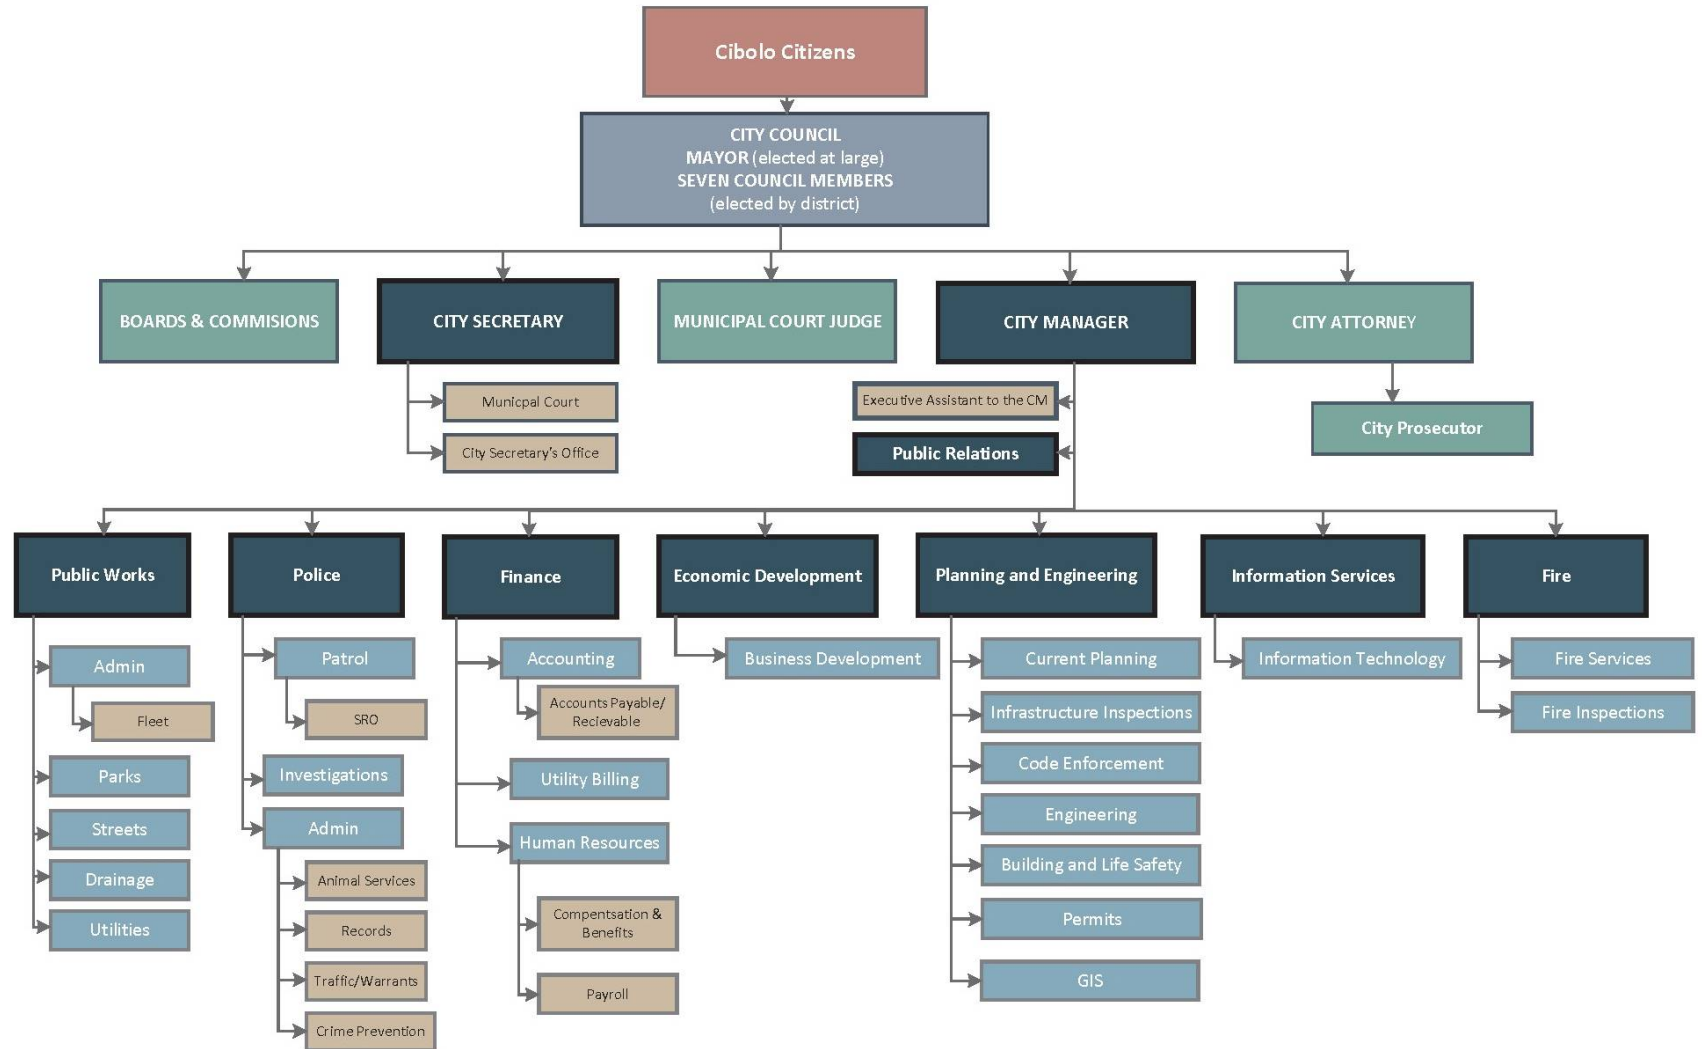 Cibolo Citizens
CITY COUNCIL
MAYOR (elected at large)
SEVEN COUNCIL MEMBERS
(elected by district)
BOARDS & COMMISIONS
CITY SECRETARY
MUNICIPAL COURT JUDGE
CITY MANAGER
CITY ATTORNEY
Municpal Court
City Secretary's Office
Executive Assistant to the CM
Public Relations
City Prosecutor
Public Works
Police
Finance
Economic Development
Planning and Engineering
Information Services
Fire
Admin
Fleet
Parks
Streets
Drainage
Utilities
Patrol
SRO
Investigations
Admin
Animal Services
Records
Traffic/Warrants
Crime Prevention
Accounting
Accounts Payable/
Recievable
Utility Billing
Human Resources
Compentsation &
Benefits
Payroll
Business Development
Current Planning
Infrastructure Inspections
Code Enforcement
Engineering
Building and Life Safety
Permits
GIS
Information Technology
Fire Services
Fire Inspections